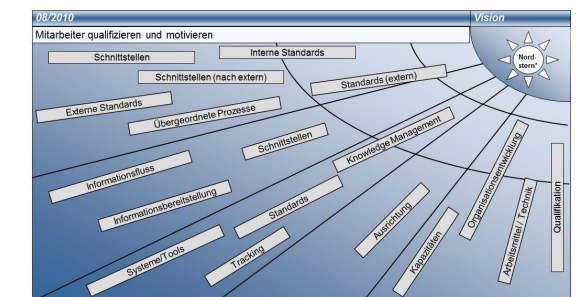 08/2010
Vision
Mitarbeiter qualifizieren und motivieren
Schnittstellen
Interne Standards
Nord-
stern*
Schnittstellen (nach extern)
Standards (extern)
Externe Standards
Übergeordnete Prozesse
Schnittstellen
Knowledge Management
Informationsfluss
Informationsbereitstellung
Standards
Systeme/Tools
Tracking
Ausrichtung
Kapazitäten
Organisationsentwicklung
Arbeitsmittel / Technik
Qualifikation